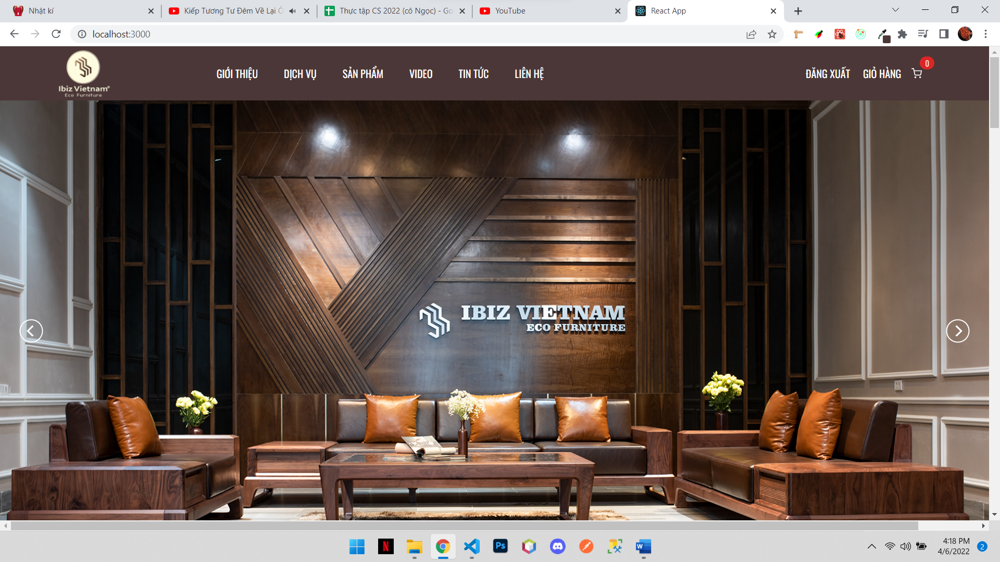 Nhật kí
Kiếp Tương Tư Đêm Về Lại
Thực tập CS 2022 (cô Ngọc) - Go
YouTube
React App
localhost:3000
Ibiz Vietnam®
Eco Furniture
GIỚI THIỆU
DỊCH VỤ
SẢN PHẨM
VIDEO
TIN TỨC
LIÊN HỆ
ĐĂNG XUẤT
GIỎ HÀNG
0
IBIZ VIETNAM
ECO FURNITURE
N
Ps
W
4:18 PM
4/6/2022
2